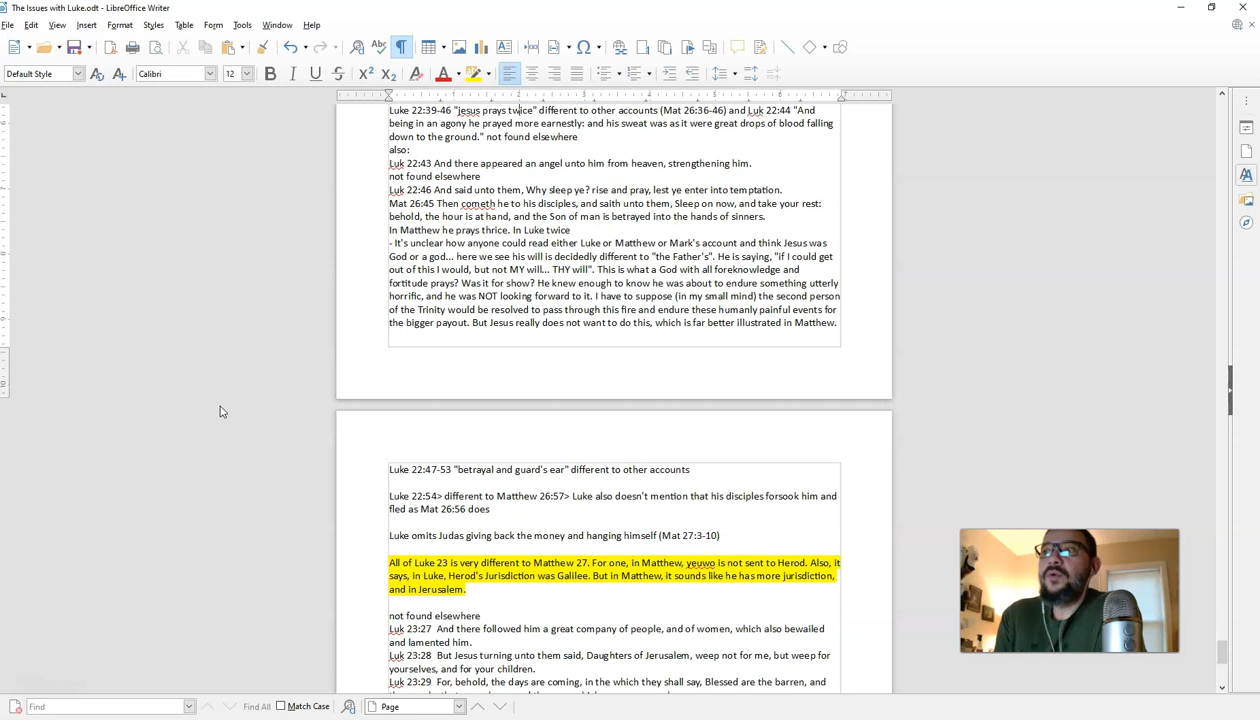 The Issues with Luke.odt - LibreOffice Writer
File Edit View Insert Format Styles Table Form Tools Window Help
Default Style Calibri 12
Luke 22:39-46 "jesus prays twice" different to other accounts (Mat 26:36-46) and Luk 22:44 "And
being in an agony he prayed more earnestly: and his sweat was as it were great drops of blood falling
down to the ground." not found elsewhere
also:
Luk 22:43 And there appeared an angel unto him from heaven, strengthening him.
not found elsewhere
Luk 22:46 And said unto them, Why sleep ye? rise and pray, lest ye enter into temptation.
Mat 26:45 Then cometh he to his disciples, and saith unto them, Sleep on now, and take your rest:
behold, the hour is at hand, and the Son of man is betrayed into the hands of sinners.
In Matthew he prays thrice. In Luke twice
- It's unclear how anyone could read either Luke or Matthew or Mark's account and think Jesus was
God or a god... here we see his will is decidedly different to "the Father's". He is saying, "if I could get
out of this I would, but not MY will... THY will". This is what a God with all foreknowledge and
fortitude prays? Was it for show? He knew enough to know he was about to endure something utterly
horrific, and he was NOT looking forward to it. I have to suppose (in my small mind) the second person
of the Trinity would be resolved to pass through this fire and endure these humanly painful events for
the bigger payout. But Jesus really does not want to do this, which is far better illustrated in Matthew.
Luke 22:47-53 "betrayal and guard's ear" different to other accounts
Luke 22:54> different to Matthew 26:57> Luke also doesn't mention that his disciples forsook him and
fled as Mat 26:56 does
Luke omits Judas giving back the money and hanging himself (Mat 27:3-10)
All of Luke 23 is very different to Matthew 27. For one, in Matthew, yeuwo is not sent to Herod. Also, it
says, in Luke, Herod's Jurisdiction was Galilee. But in Matthew, it sounds like he has more jurisdiction,
and in Jerusalem.
not found elsewhere
Luk 23:27 And there followed him a great company of people, and of women, which also bewailed
and lamented him.
Luk 23:28 But Jesus turning unto them said, Daughters of Jerusalem, weep not for me, but weep for
yourselves, and for your children.
Luk 23:29 For, behold, the days are coming, in the which they shall say, Blessed are the barren, and
Find Find All Match Case Page